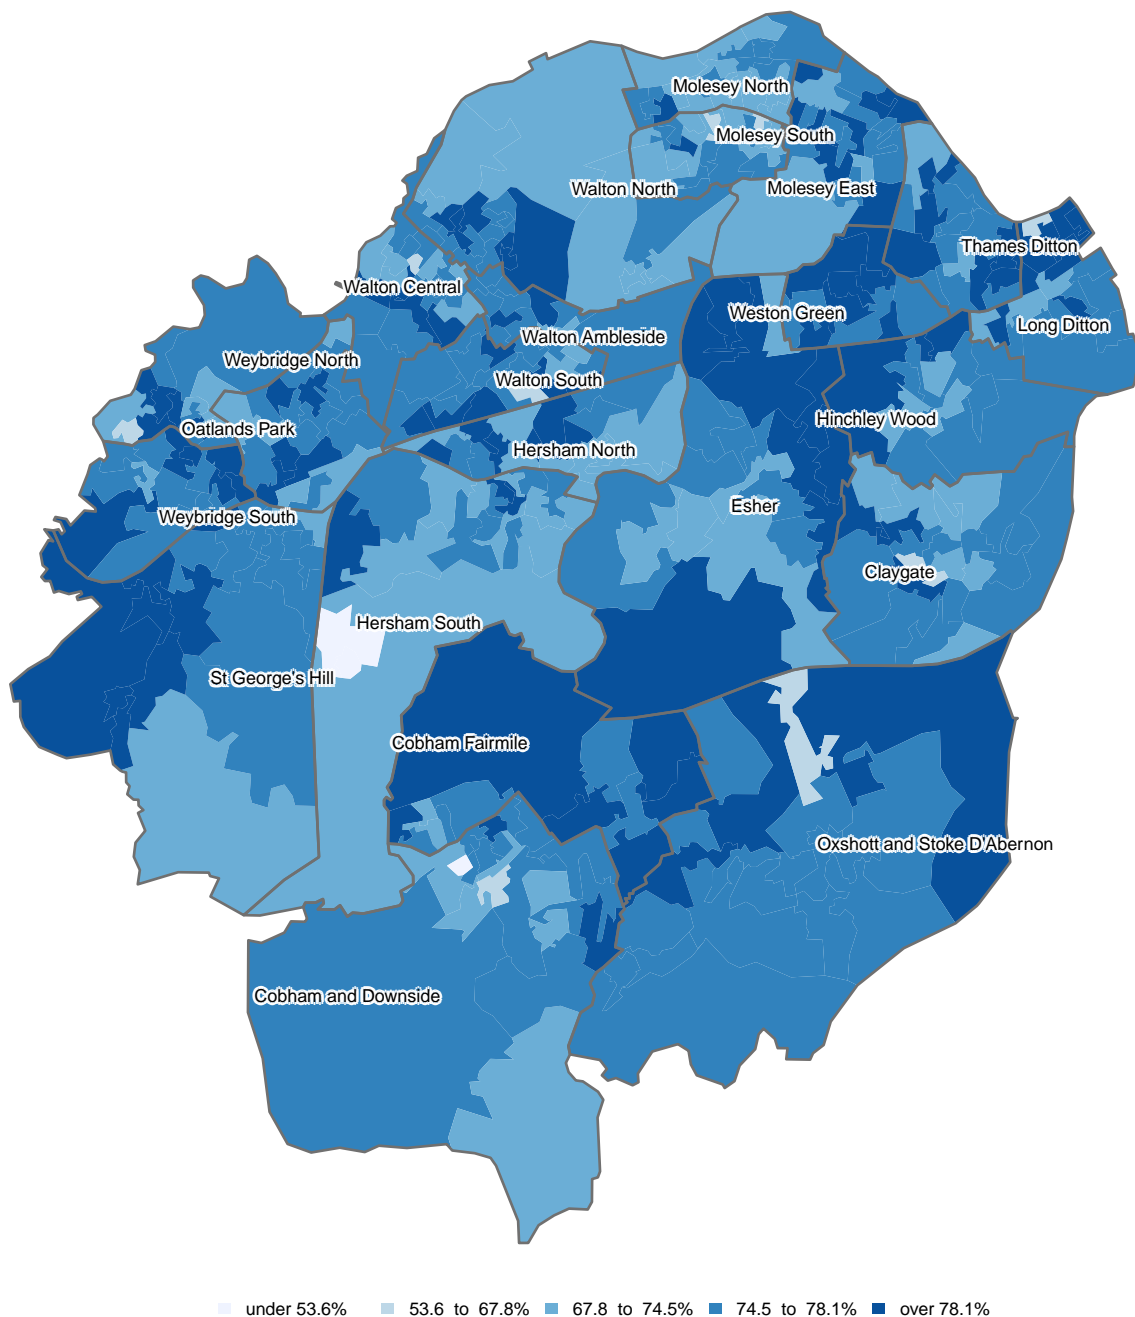 Molesey North
Molesey South
Walton North
Molesey East
Thames Ditton
Walton Central
Weston Green
Long Ditton
Walton Ambleside
Weybridge North
Walton South
Hinchley Wood
Oatlands Park
Hersham North
Esher
Weybridge South
Claygate
Hersham South
St George's Hill
Cobham Fairmile
Oxshott and Stoke D'Abernon
Cobham and Downside
under 53.6% 53.6 to 67.8% 67.8 to 74.5% 74.5 to 78.1% over 78.1%